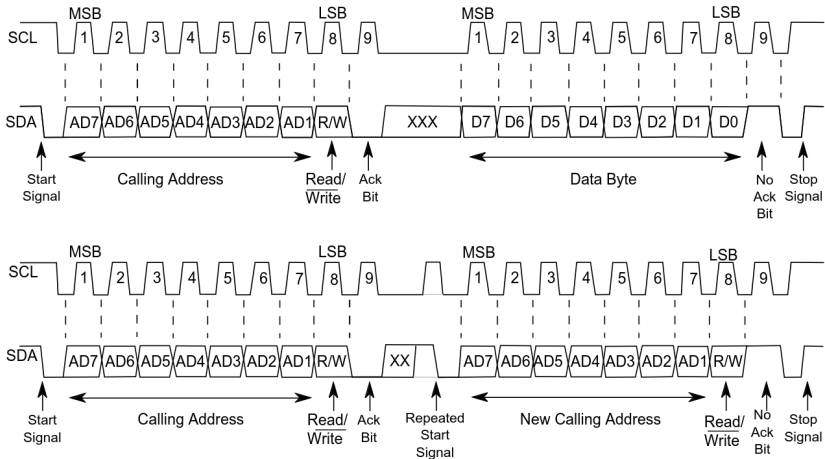 MSB LSB MSB LSB
SCL 1 2 3 4 5 6 7 8 9 1 2 3 4 5 6 7 8 9
SDA AD7 AD6 AD5 AD4 AD3 AD2 AD1 R/W XXX D7 D6 D5 D4 D3 D2 D1 D0
Start
Signal
Calling Address
Read/
Write
Ack
Bit
Data Byte
No
Ack
Bit
Stop
Signal
MSB LSB MSB LSB
SCL 1 2 3 4 5 6 7 8 9 1 2 3 4 5 6 7 8 9
SDA AD7 AD6 AD5 AD4 AD3 AD2 AD1 R/W XX AD7 AD6 AD5 AD4 AD3 AD2 AD1 R/W
Start
Signal
Calling Address
Read/
Write
Ack
Bit
Repeated
Start
Signal
New Calling Address
Read/
Write
No
Ack
Bit
Stop
Signal